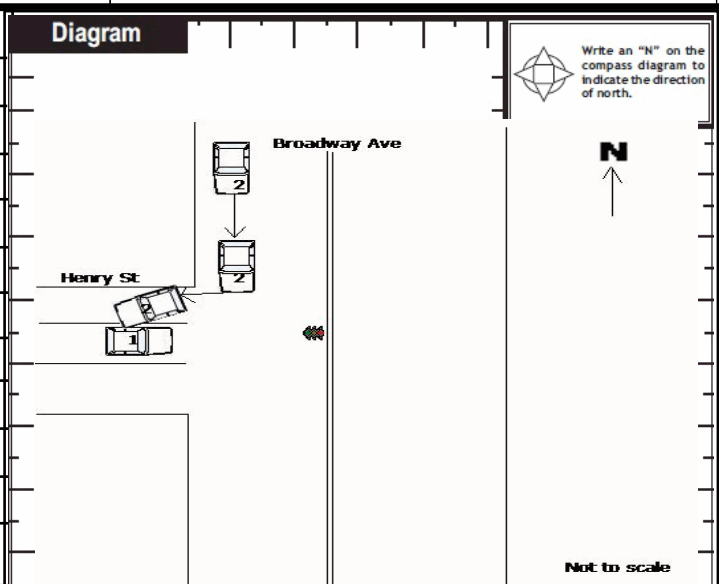 Diagram
Write an “N” on the
compass diagram to
indicate the direction
of north.
Broadway Ave
N
2
2
Henry St
2
1
Not to scale